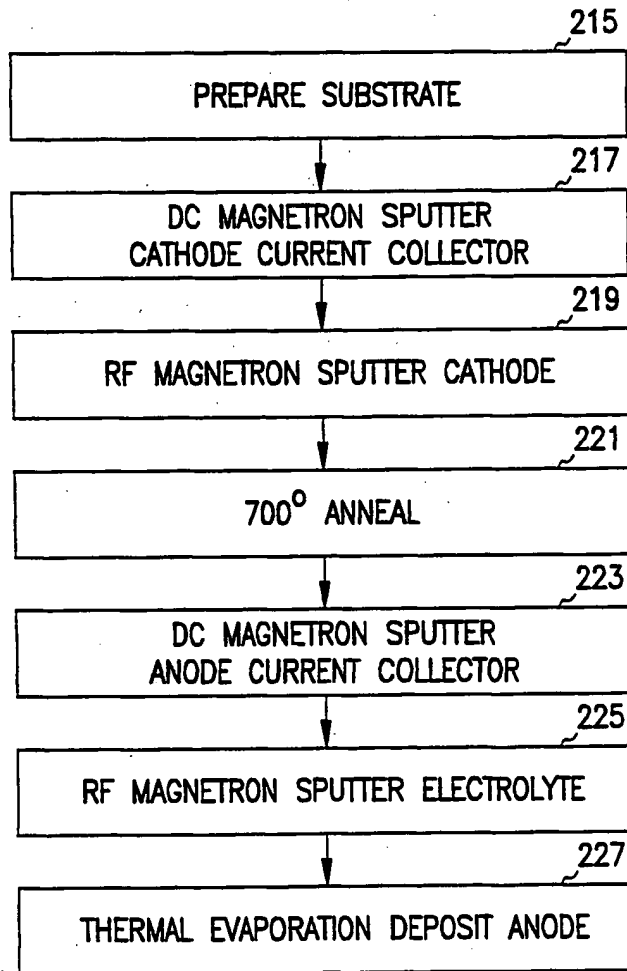 215
PREPARE SUBSTRATE
217
DC MAGNETRON SPUTTER
CATHODE CURRENT COLLECTOR
219
RF MAGNETRON SPUTTER CATHODE
221
700° ANNEAL
223
DC MAGNETRON SPUTTER
ANODE CURRENT COLLECTOR
225
RF MAGNETRON SPUTTER ELECTROLYTE
227
THERMAL EVAPORATION DEPOSIT ANODE